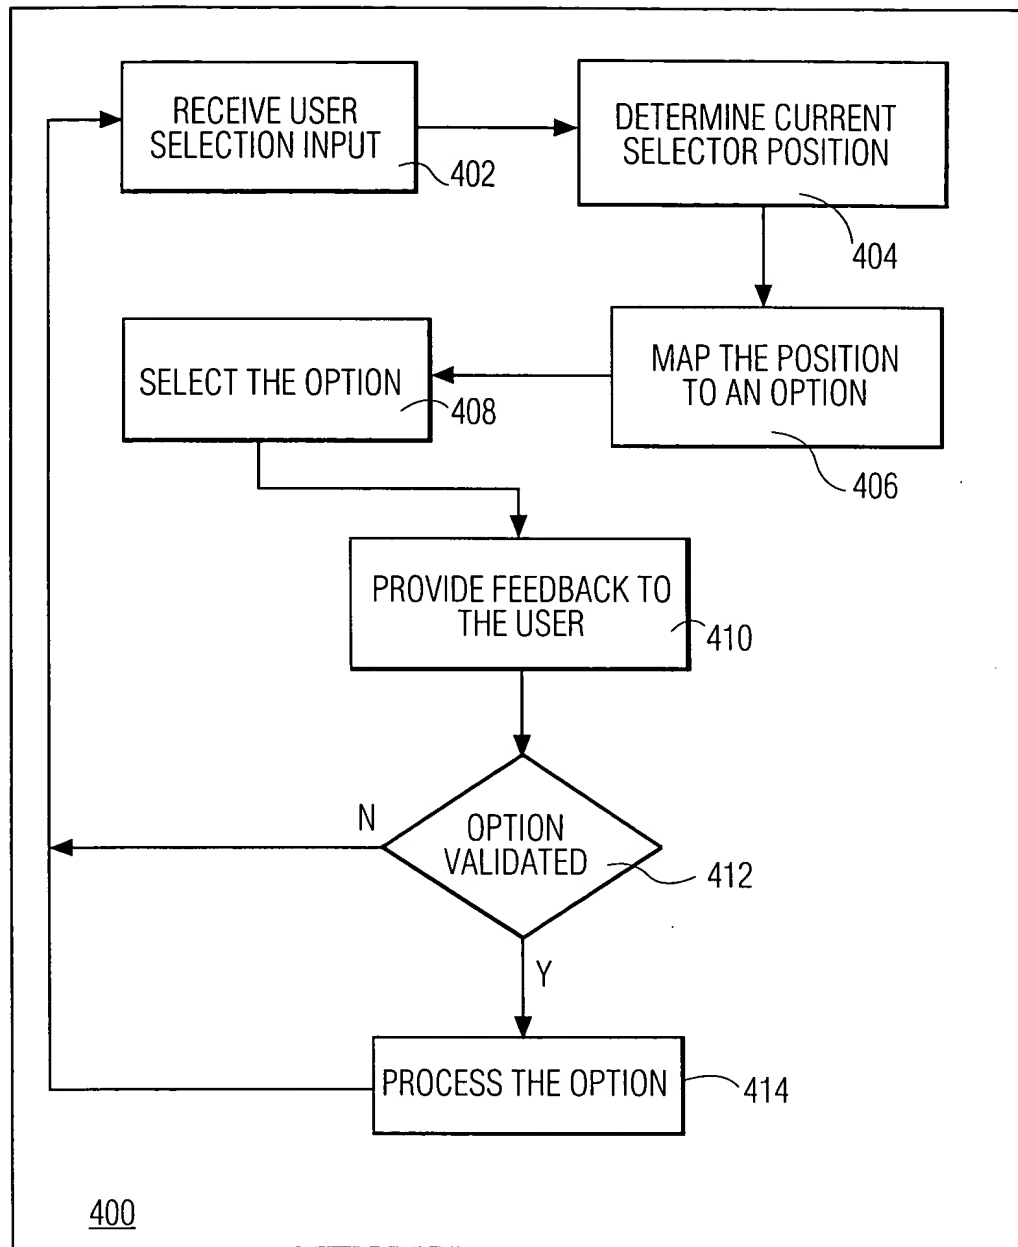 RECEIVE USER
SELECTION INPUT
402
DETERMINE CURRENT
SELECTOR POSITION
404
MAP THE POSITION
TO AN OPTION
406
SELECT THE OPTION
408
PROVIDE FEEDBACK TO
THE USER
410
OPTION
VALIDATED
412
N
Y
PROCESS THE OPTION
414
400